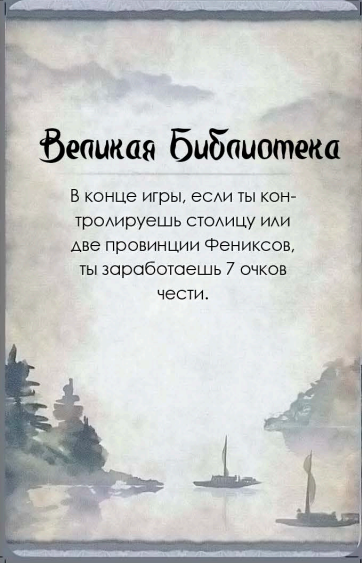 Великая Библиотека
В конце игры, если ты кон-
тролируешь столицу или
две провинции Фениксов,
ты заработаешь 7 очков
чести.